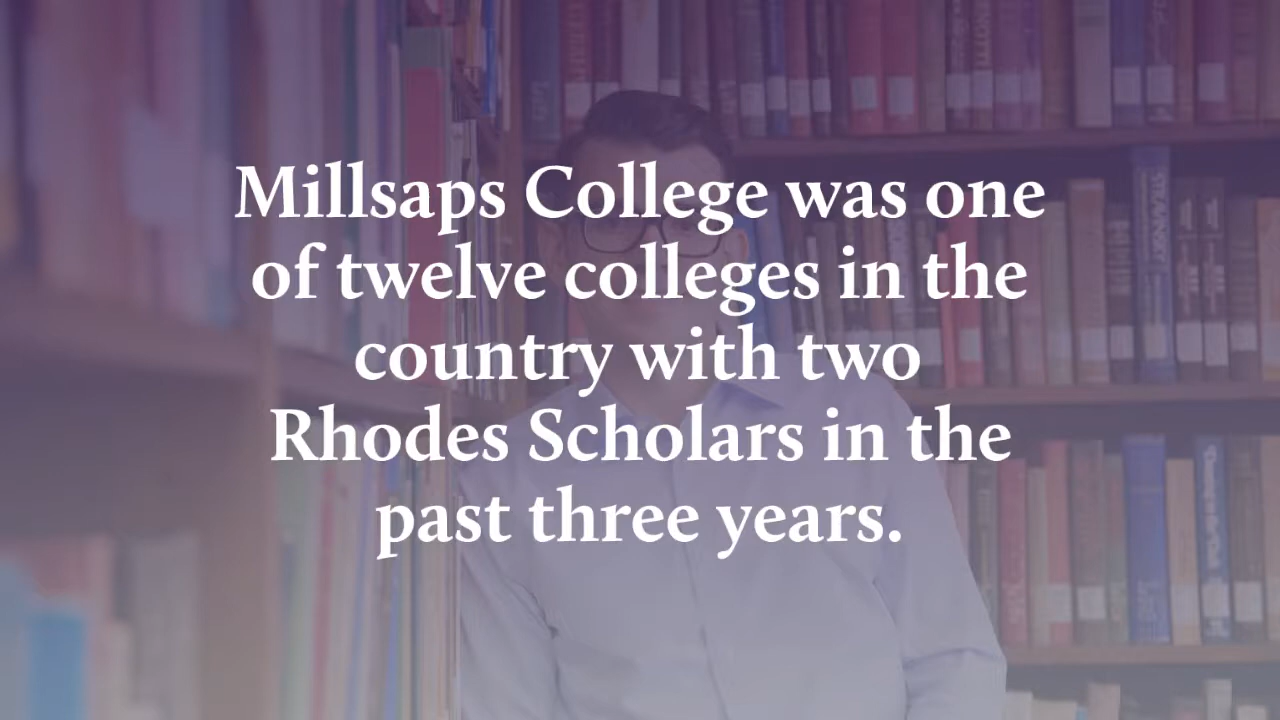 Millsaps College was one
of twelve colleges in the
country with two
Rhodes Scholars in the
past three years.